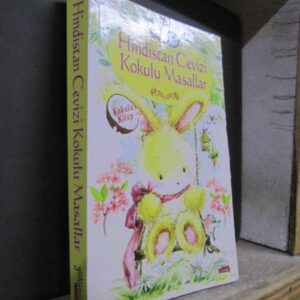 Hindistan Cevizi
Kokulu Masallar
Kokulu
Kitap
Hindistan Cevizi Kokulu Masallar